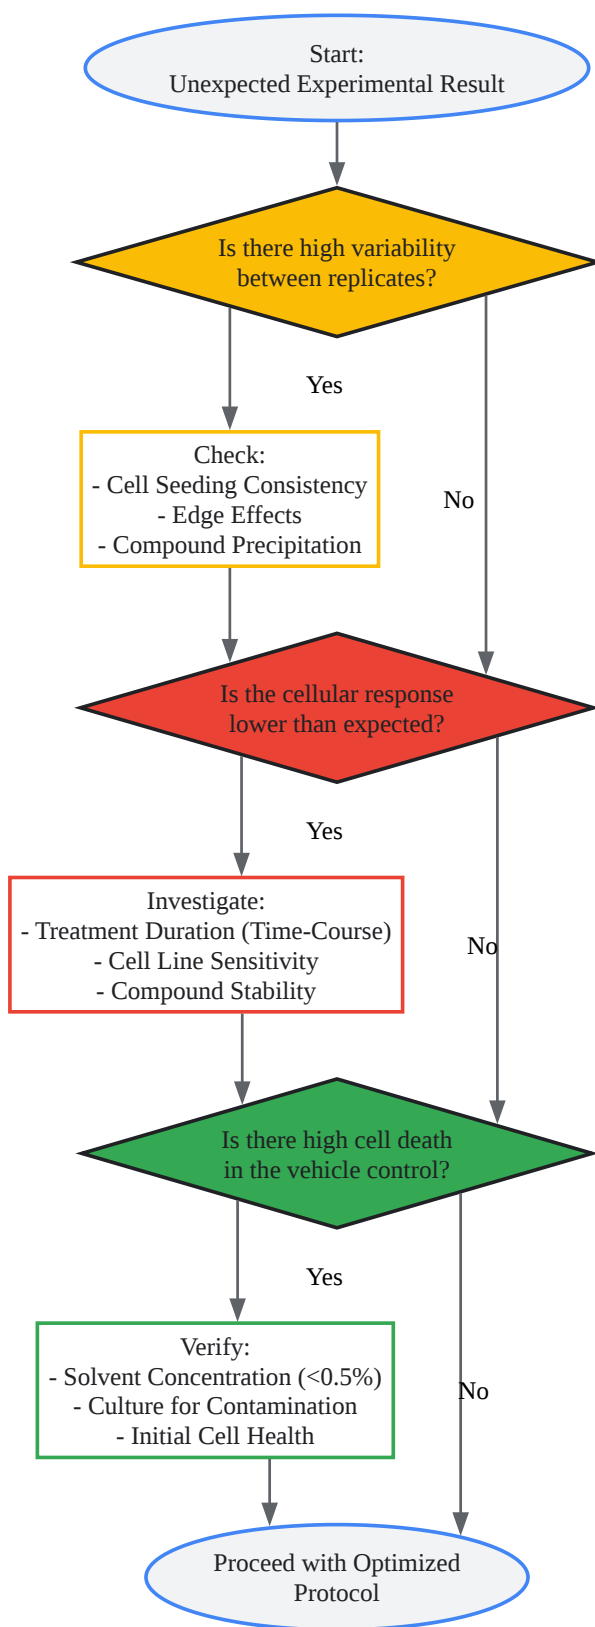 Start:
Unexpected Experimental Result
Is there high variability
between replicates?
Yes
Check:
- Cell Seeding Consistency
- Edge Effects
- Compound Precipitation
No
Is the cellular response
lower than expected?
Yes
Investigate:
- Treatment Duration (Time-Course)
- Cell Line Sensitivity
- Compound Stability
No
Is there high cell death
in the vehicle control?
Yes
Verify:
- Solvent Concentration (<0.5%)
- Culture for Contamination
- Initial Cell Health
No
Proceed with Optimized
Protocol